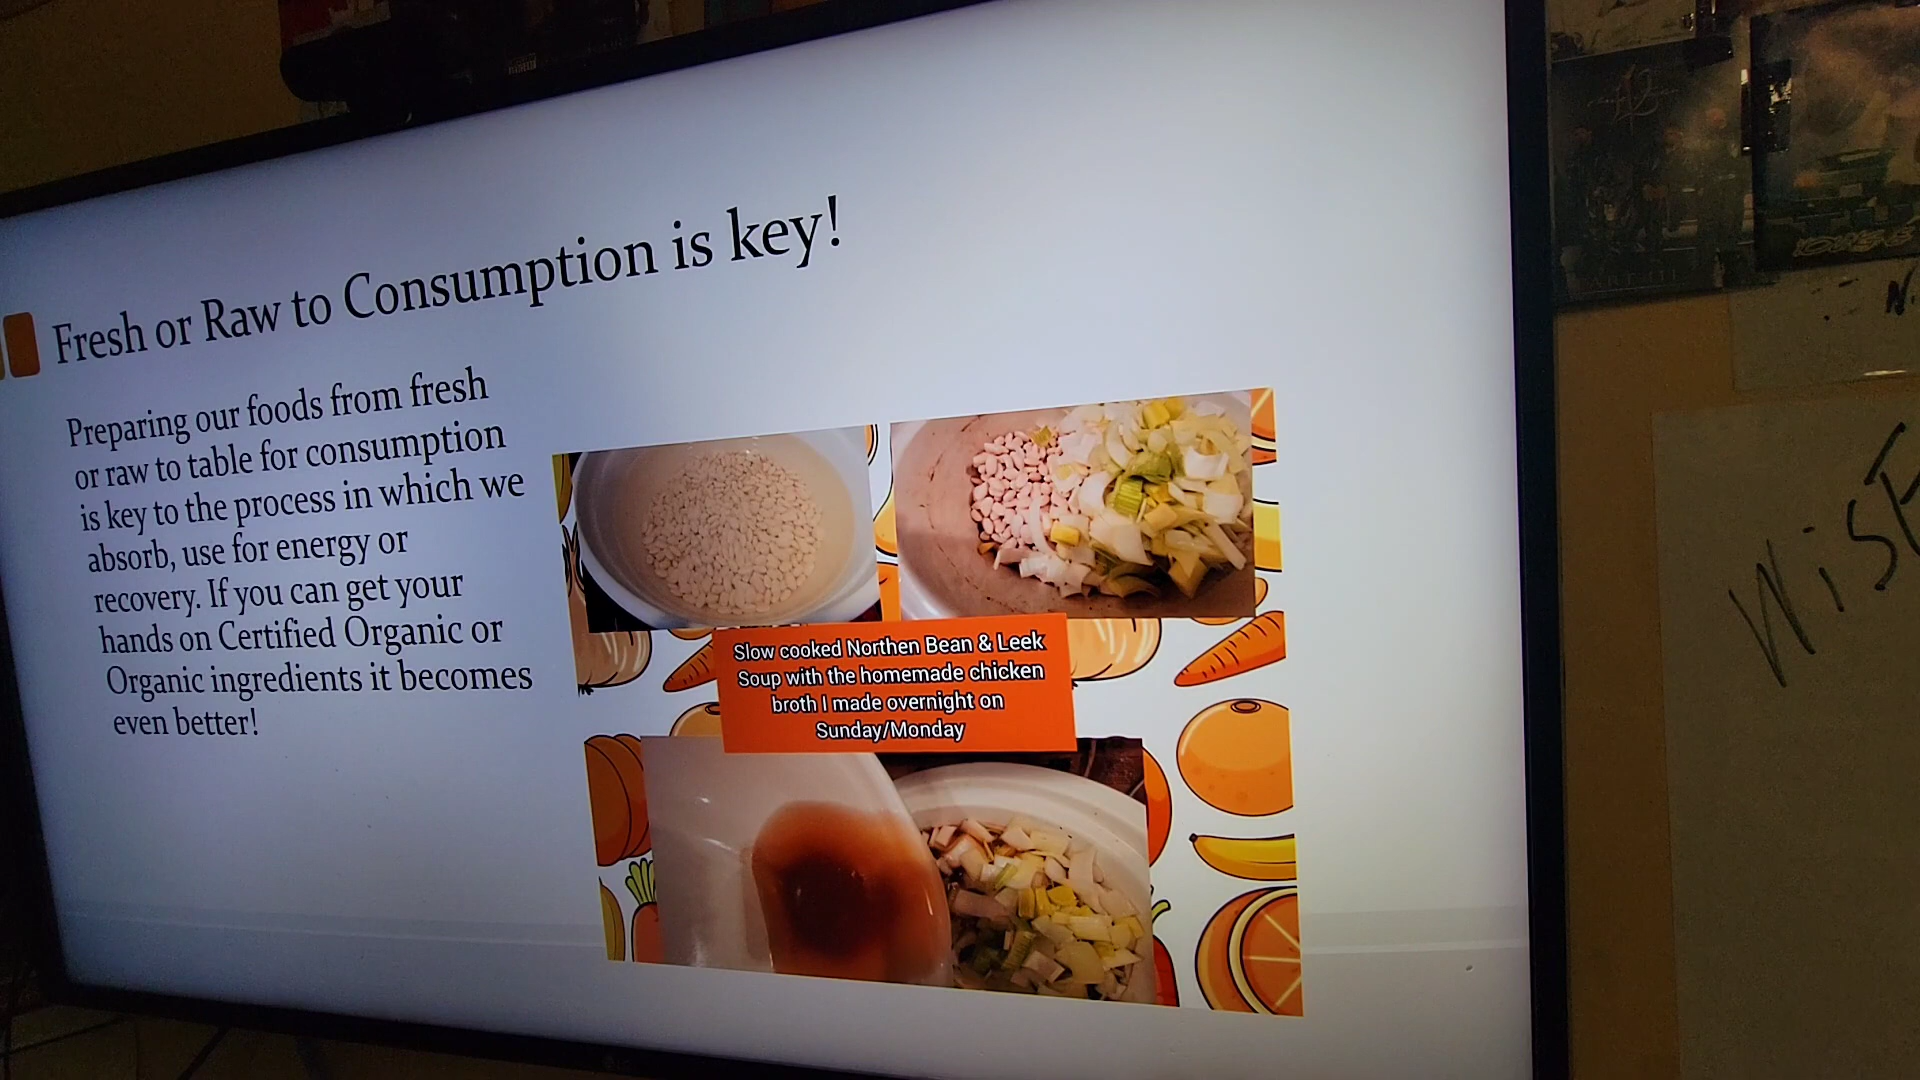 Fresh or Raw to Consumption is key!
Preparing our foods from fresh
or raw to table for consumption
is key to the process in which we
absorb, use for energy or
recovery. If you can get your
hands on Certified Organic or
Organic ingredients it becomes
even better!
Slow cooked Northen Bean & Leek
Soup with the homemade chicken
broth I made overnight on
Sunday/Monday
WiSE